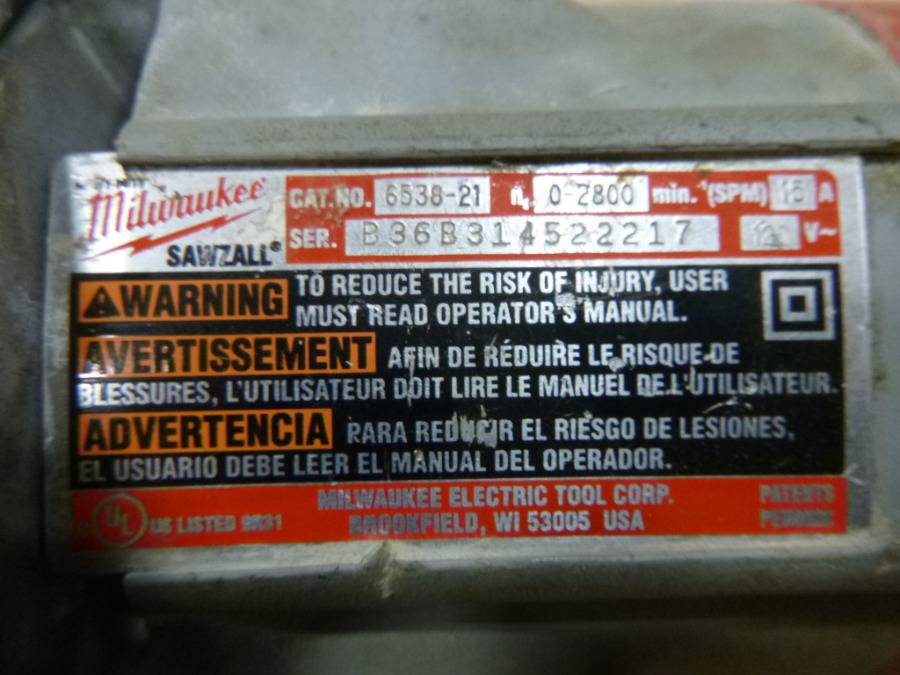 Milwaukee
SAWZALL®
CAT.NO. 6538-21 n₀ 0-2800 min.⁻¹(SPM) 15 A
SER. B36B314522217 V~
WARNING TO REDUCE THE RISK OF INJURY, USER
MUST READ OPERATOR'S MANUAL.
AVERTISSEMENT AFIN DE RÉDUIRE LE RISQUE DE
BLESSURES, L'UTILISATEUR DOIT LIRE LE MANUEL DE L'UTILISATEUR.
ADVERTENCIA PARA REDUCIR EL RIESGO DE LESIONES,
EL USUARIO DEBE LEER EL MANUAL DEL OPERADOR.
MILWAUKEE ELECTRIC TOOL CORP.
BROOKFIELD, WI 53005 USA
UL US LISTED
PATENTS
PENDING